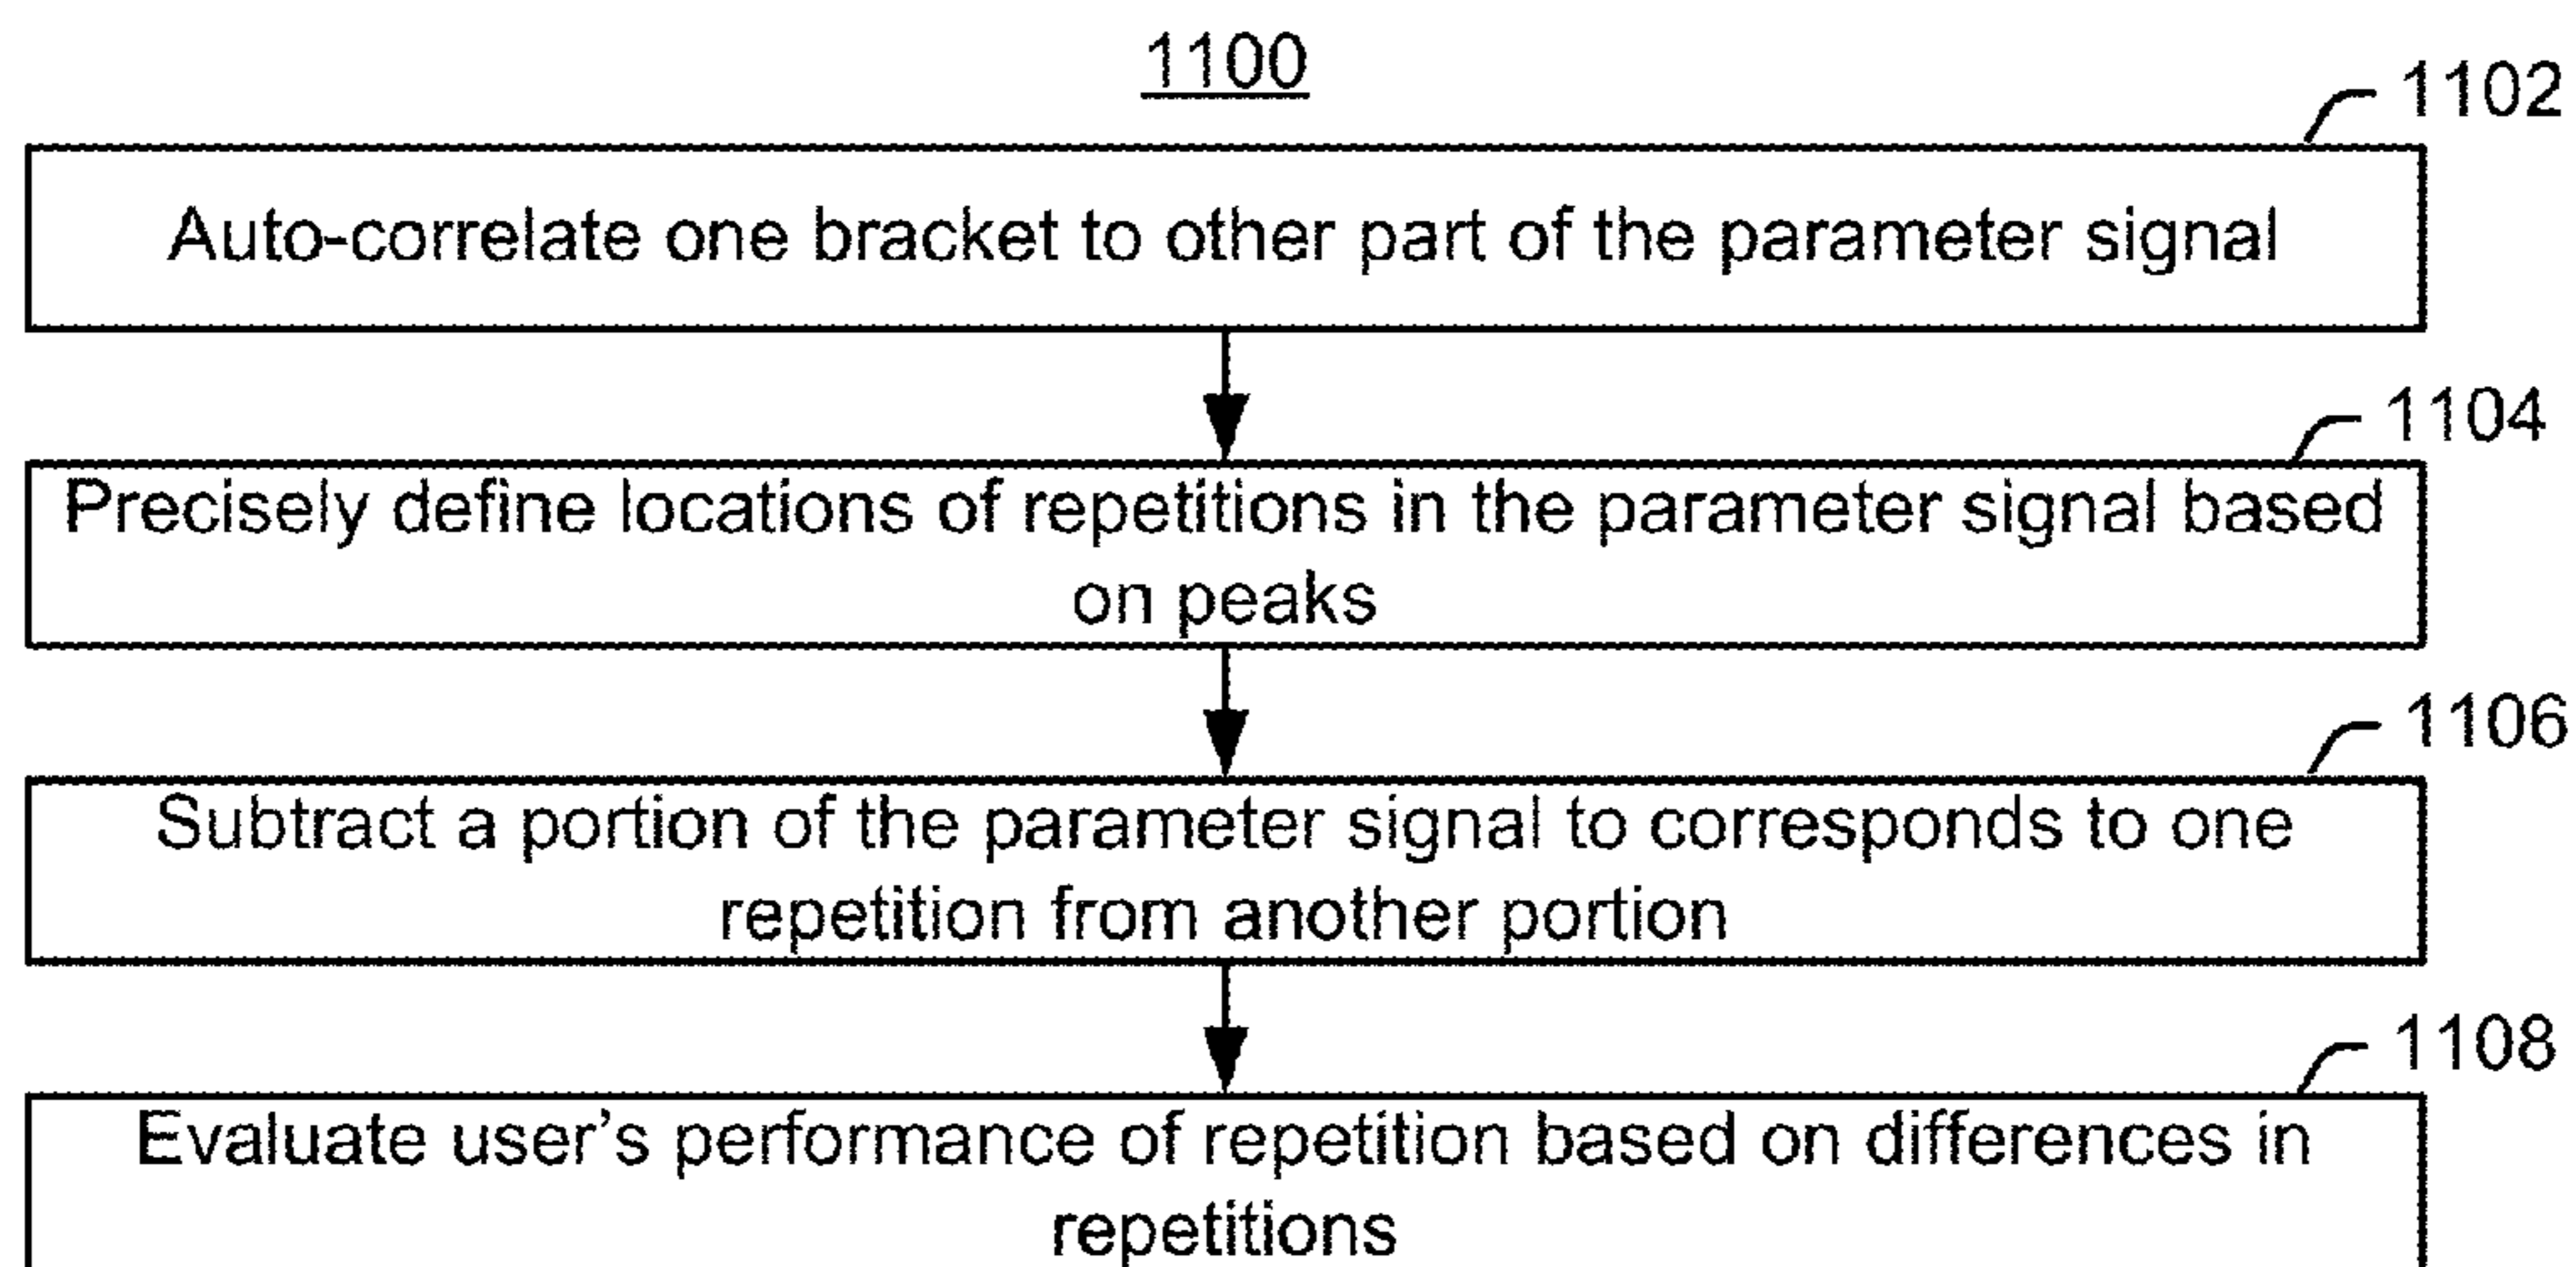 1100
1102
Auto-correlate one bracket to other part of the parameter signal
1104
Precisely define locations of repetitions in the parameter signal based
on peaks
1106
Subtract a portion of the parameter signal to corresponds to one
repetition from another portion
1108
Evaluate user's performance of repetition based on differences in
repetitions